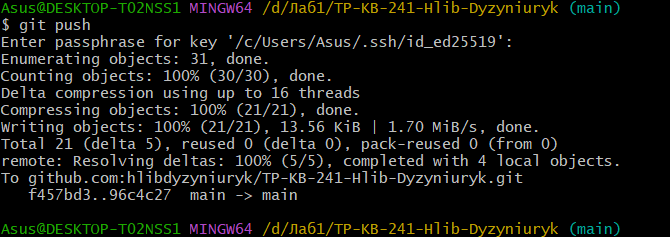 Asus@DESKTOP-T02NSS1 MINGW64 /d/Лаб1/TP-KB-241-Hlib-Dyzyniuryk (main)
$ git push
Enter passphrase for key '/c/Users/Asus/.ssh/id_ed25519':
Enumerating objects: 31, done.
Counting objects: 100% (30/30), done.
Delta compression using up to 16 threads
Compressing objects: 100% (21/21), done.
Writing objects: 100% (21/21), 13.56 KiB | 1.70 MiB/s, done.
Total 21 (delta 5), reused 0 (delta 0), pack-reused 0 (from 0)
remote: Resolving deltas: 100% (5/5), completed with 4 local objects.
To github.com:hlibdyzyniuryk/TP-KB-241-Hlib-Dyzyniuryk.git
   f457bd3..96c4c27  main -> main
Asus@DESKTOP-T02NSS1 MINGW64 /d/Лаб1/TP-KB-241-Hlib-Dyzyniuryk (main)